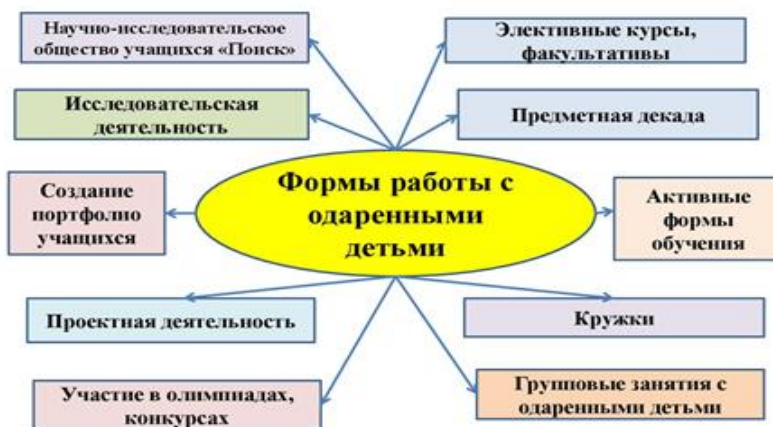 Научно-исследовательское
общество учащихся «Поиск»
Элективные курсы,
факультативы
Исследовательская
деятельность
Предметная декада
Создание
портфолио
учащихся
Формы работы с
одаренными
детьми
Активные
формы
обучения
Проектная деятельность
Кружки
Участие в олимпиадах,
конкурсах
Групповые занятия с
одаренными детьми